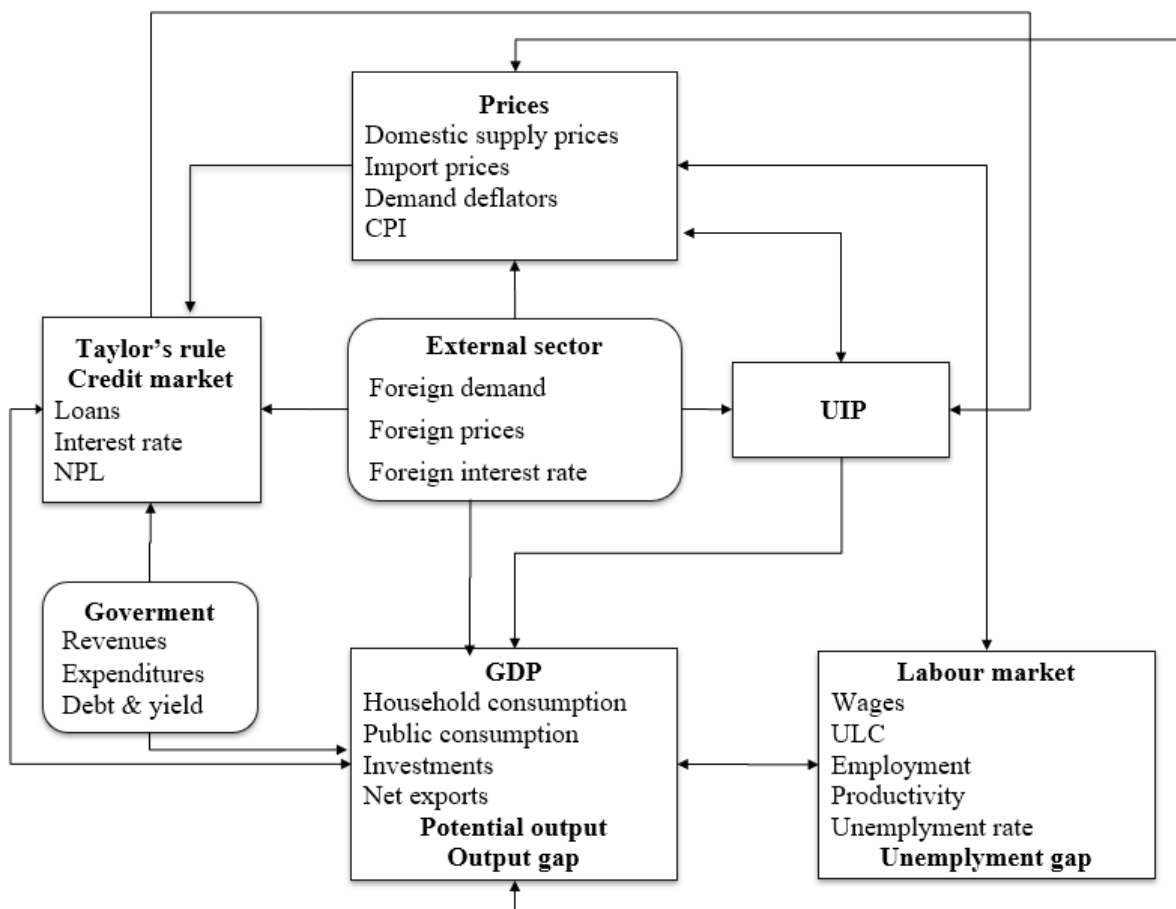 Prices
Domestic supply prices
Import prices
Demand deflators
CPI
Taylor’s rule
Credit market
Loans
Interest rate
NPL
External sector
Foreign demand
Foreign prices
Foreign interest rate
UIP
Goverment
Revenues
Expenditures
Debt & yield
GDP
Household consumption
Public consumption
Investments
Net exports
Potential output
Output gap
Labour market
Wages
ULC
Employment
Productivity
Unemplyment rate
Unemplyment gap